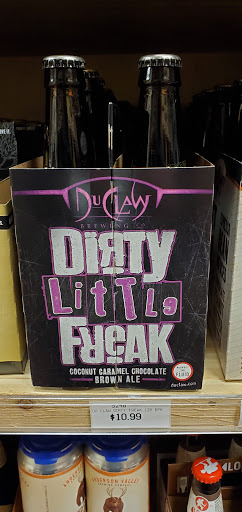 DUCLAW
BREWING CO.
DIRTY
LiTTLe
FReAK
COCONUT CARAMEL CHOCOLATE
BROWN ALE
duclaw.com
$10.99